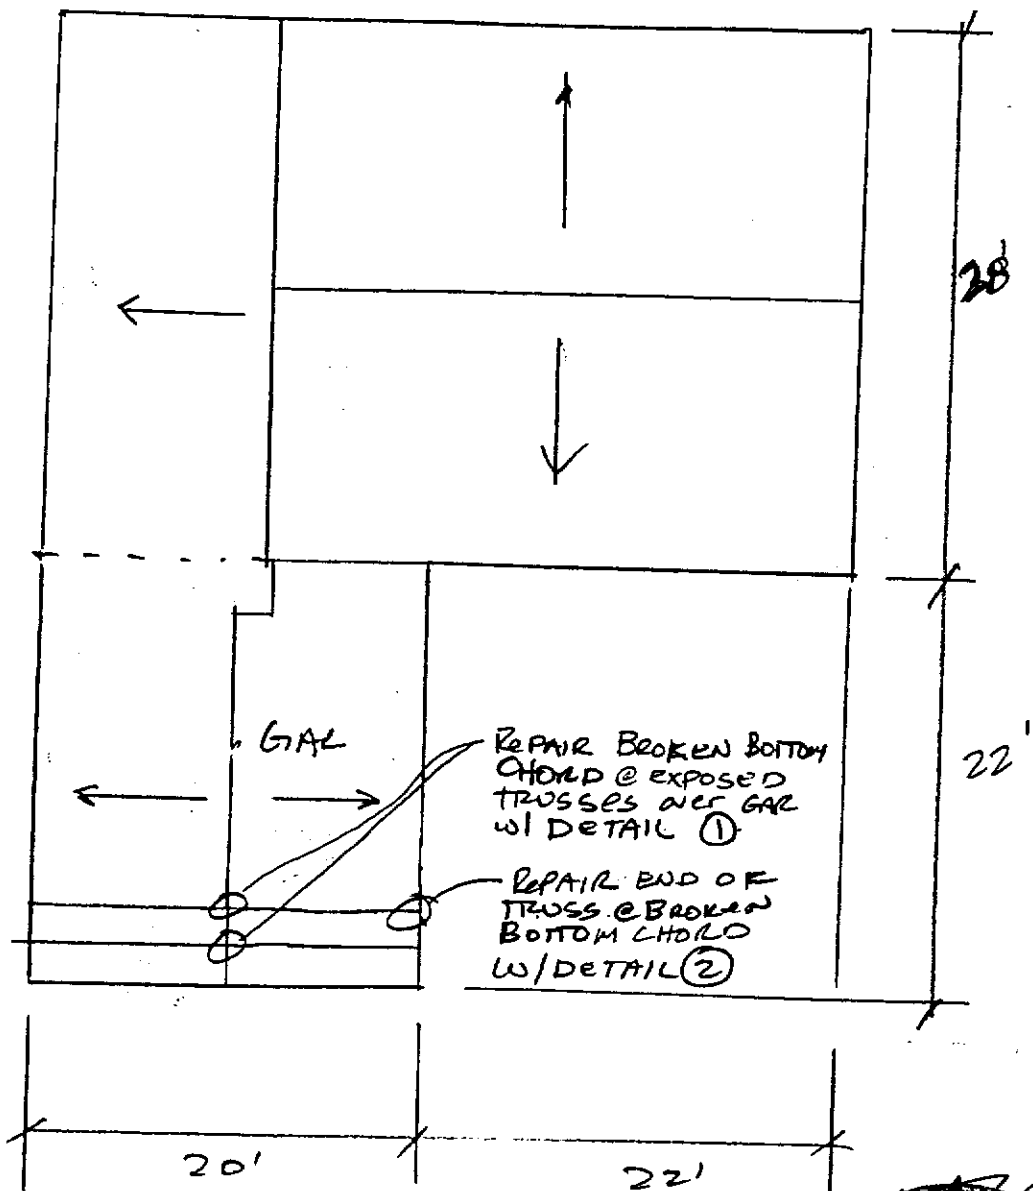 28'
GAR
REPAIR BROKEN BOTTOM
CHORD @ EXPOSED
TRUSSES over GAR
w/ DETAIL ①
22'
REPAIR END OF
TRUSS @ BROKEN
BOTTOM CHORD
W/DETAIL ②
20'
22'